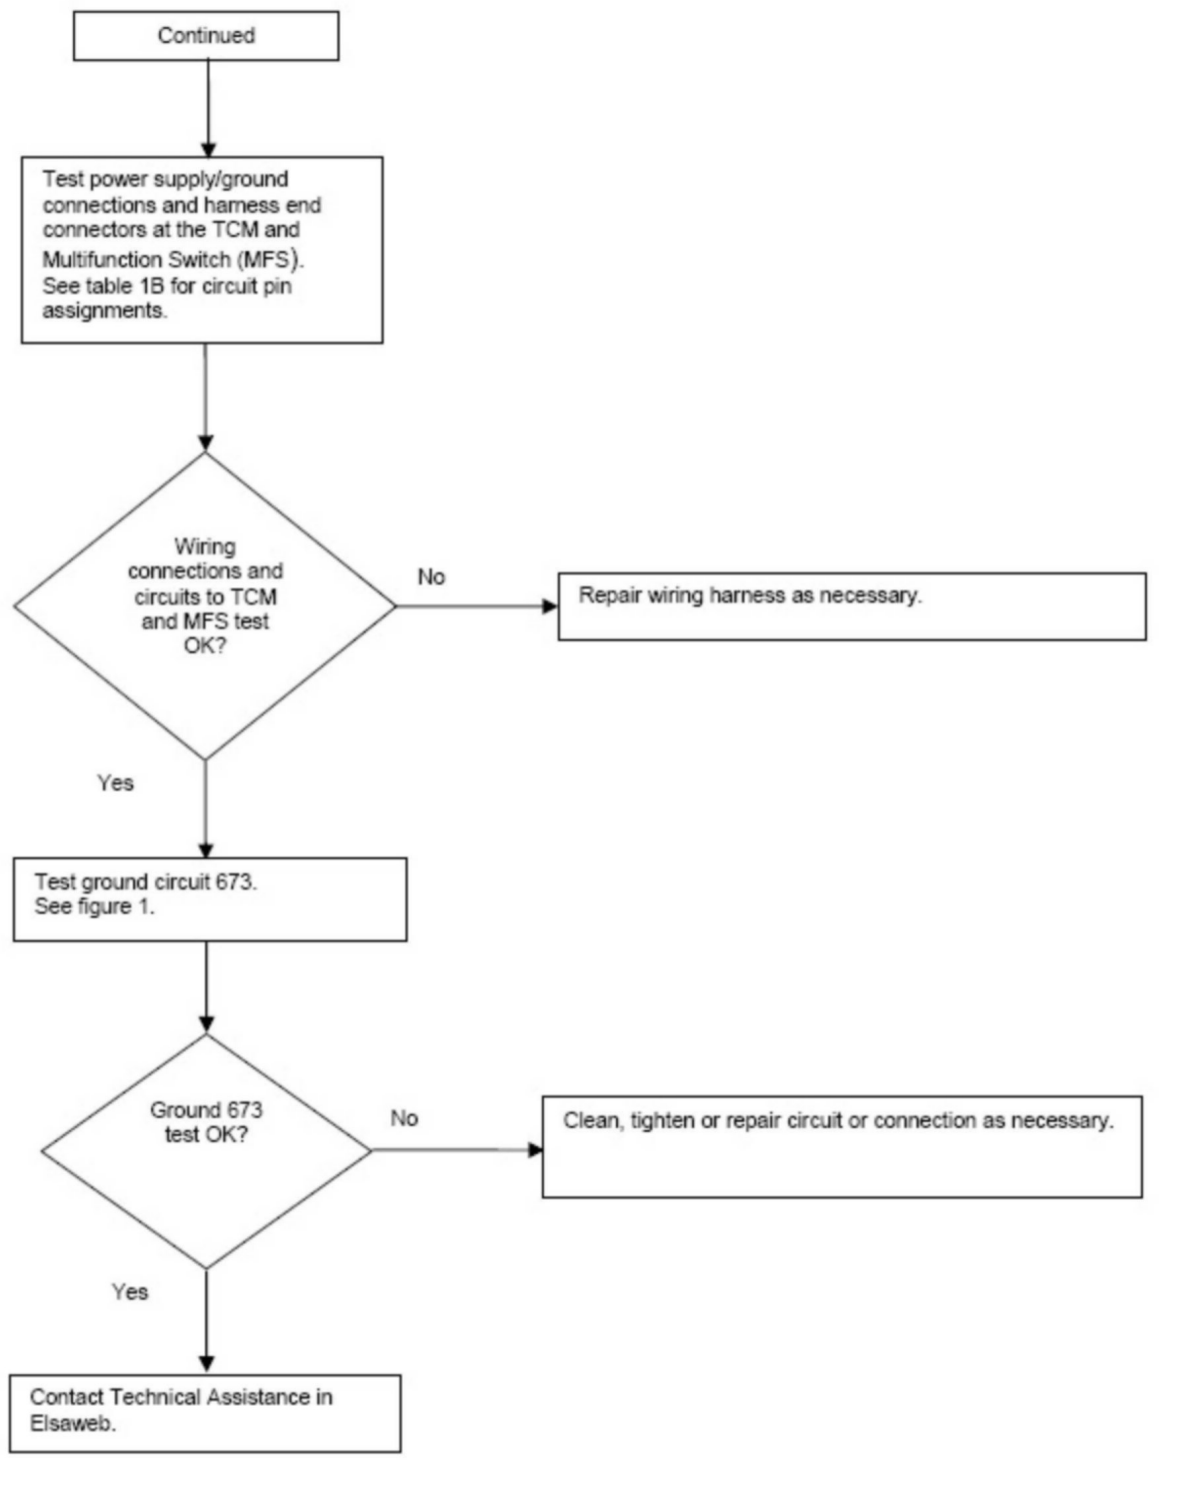 Continued
Test power supply/ground
connections and harness end
connectors at the TCM and
Multifunction Switch (MFS).
See table 1B for circuit pin
assignments.
Wiring
connections and
circuits to TCM
and MFS test
OK?
No
Repair wiring harness as necessary.
Yes
Test ground circuit 673.
See figure 1.
Ground 673
test OK?
No
Clean, tighten or repair circuit or connection as necessary.
Yes
Contact Technical Assistance in
Elsaweb.